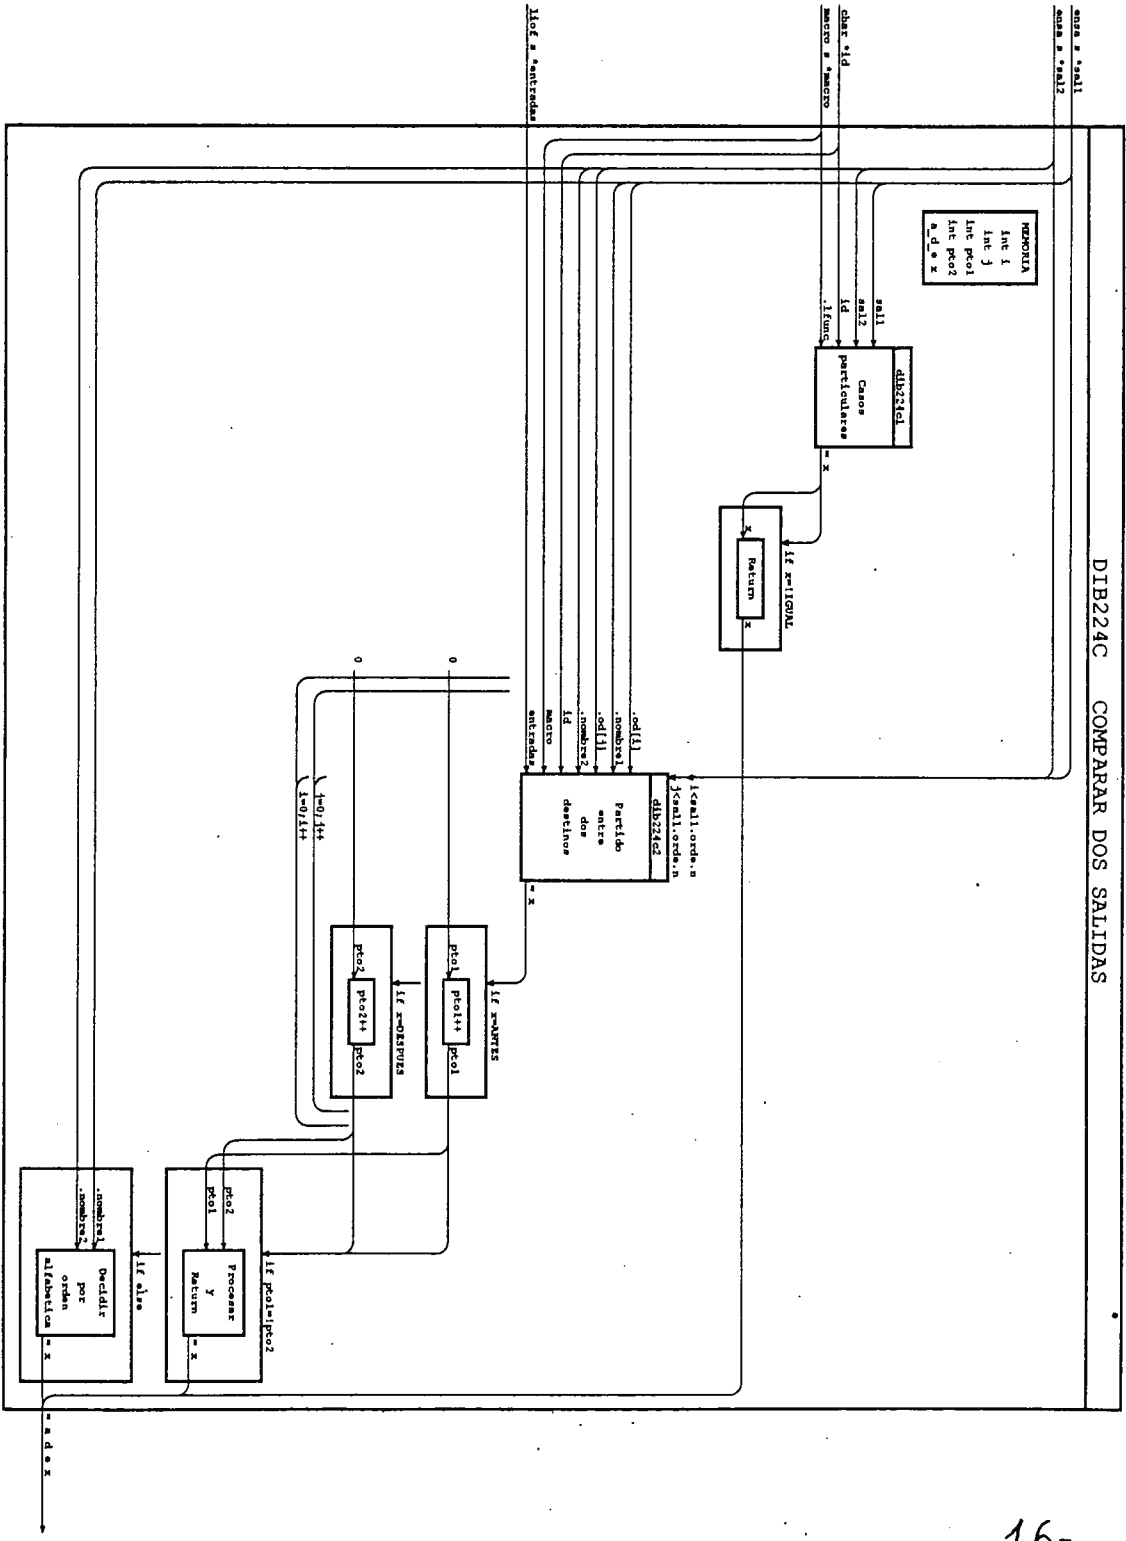 DIB224C COMPARAR DOS SALIDAS
ensa s *sal1
ensa s *sal2
char *id
macro s *macro
liof s *entradas
MEMORIA
int i
int j
int pto1
int pto2
a_d_e x
sal1
sal2
id
.lfunc
dib224c1
Casos
particulares
= x
if x=!IGUAL
x
Return
x
i<sal1.orde.n
j<sal1.orde.n
.od[i]
.nombre1
.od[j]
.nombre2
id
macro
entradas
dib224c2
Partido
entre
dos
destinos
= x
0
0
i=0;i++
if x=ANTES
pto1
pto1++
pto1
if x=DESPUES
pto2
pto2++
pto2
if pto1=!pto2
pto2
pto1
Procesar
y
Return
= x
if else
.nombre1
.nombre2
Decidir
por
orden
alfabetica
= x
= a d e x
16-